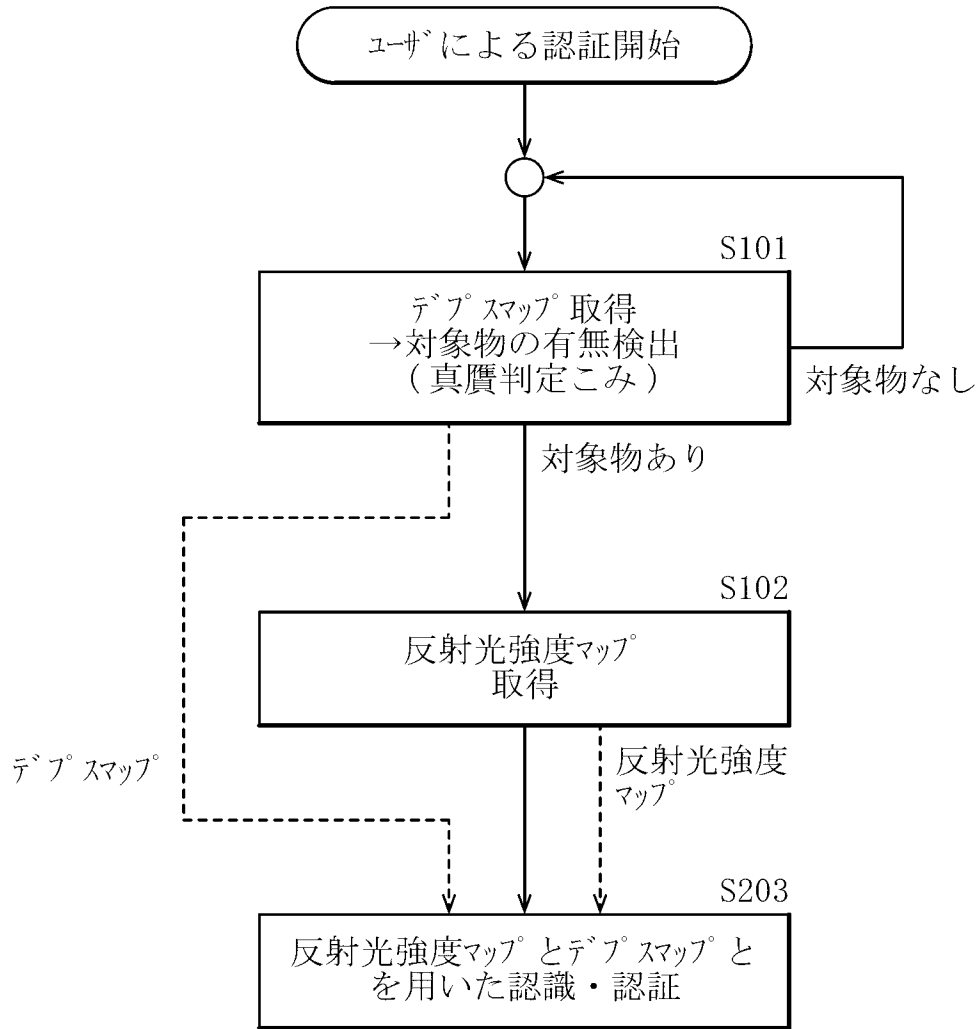 ユーザによる認証開始
S101
デプスマップ取得
→対象物の有無検出
(真贋判定こみ)
対象物なし
対象物あり
S102
反射光強度マップ
取得
デプスマップ
反射光強度
マップ
S203
反射光強度マップとデプスマップと
を用いた認識・認証